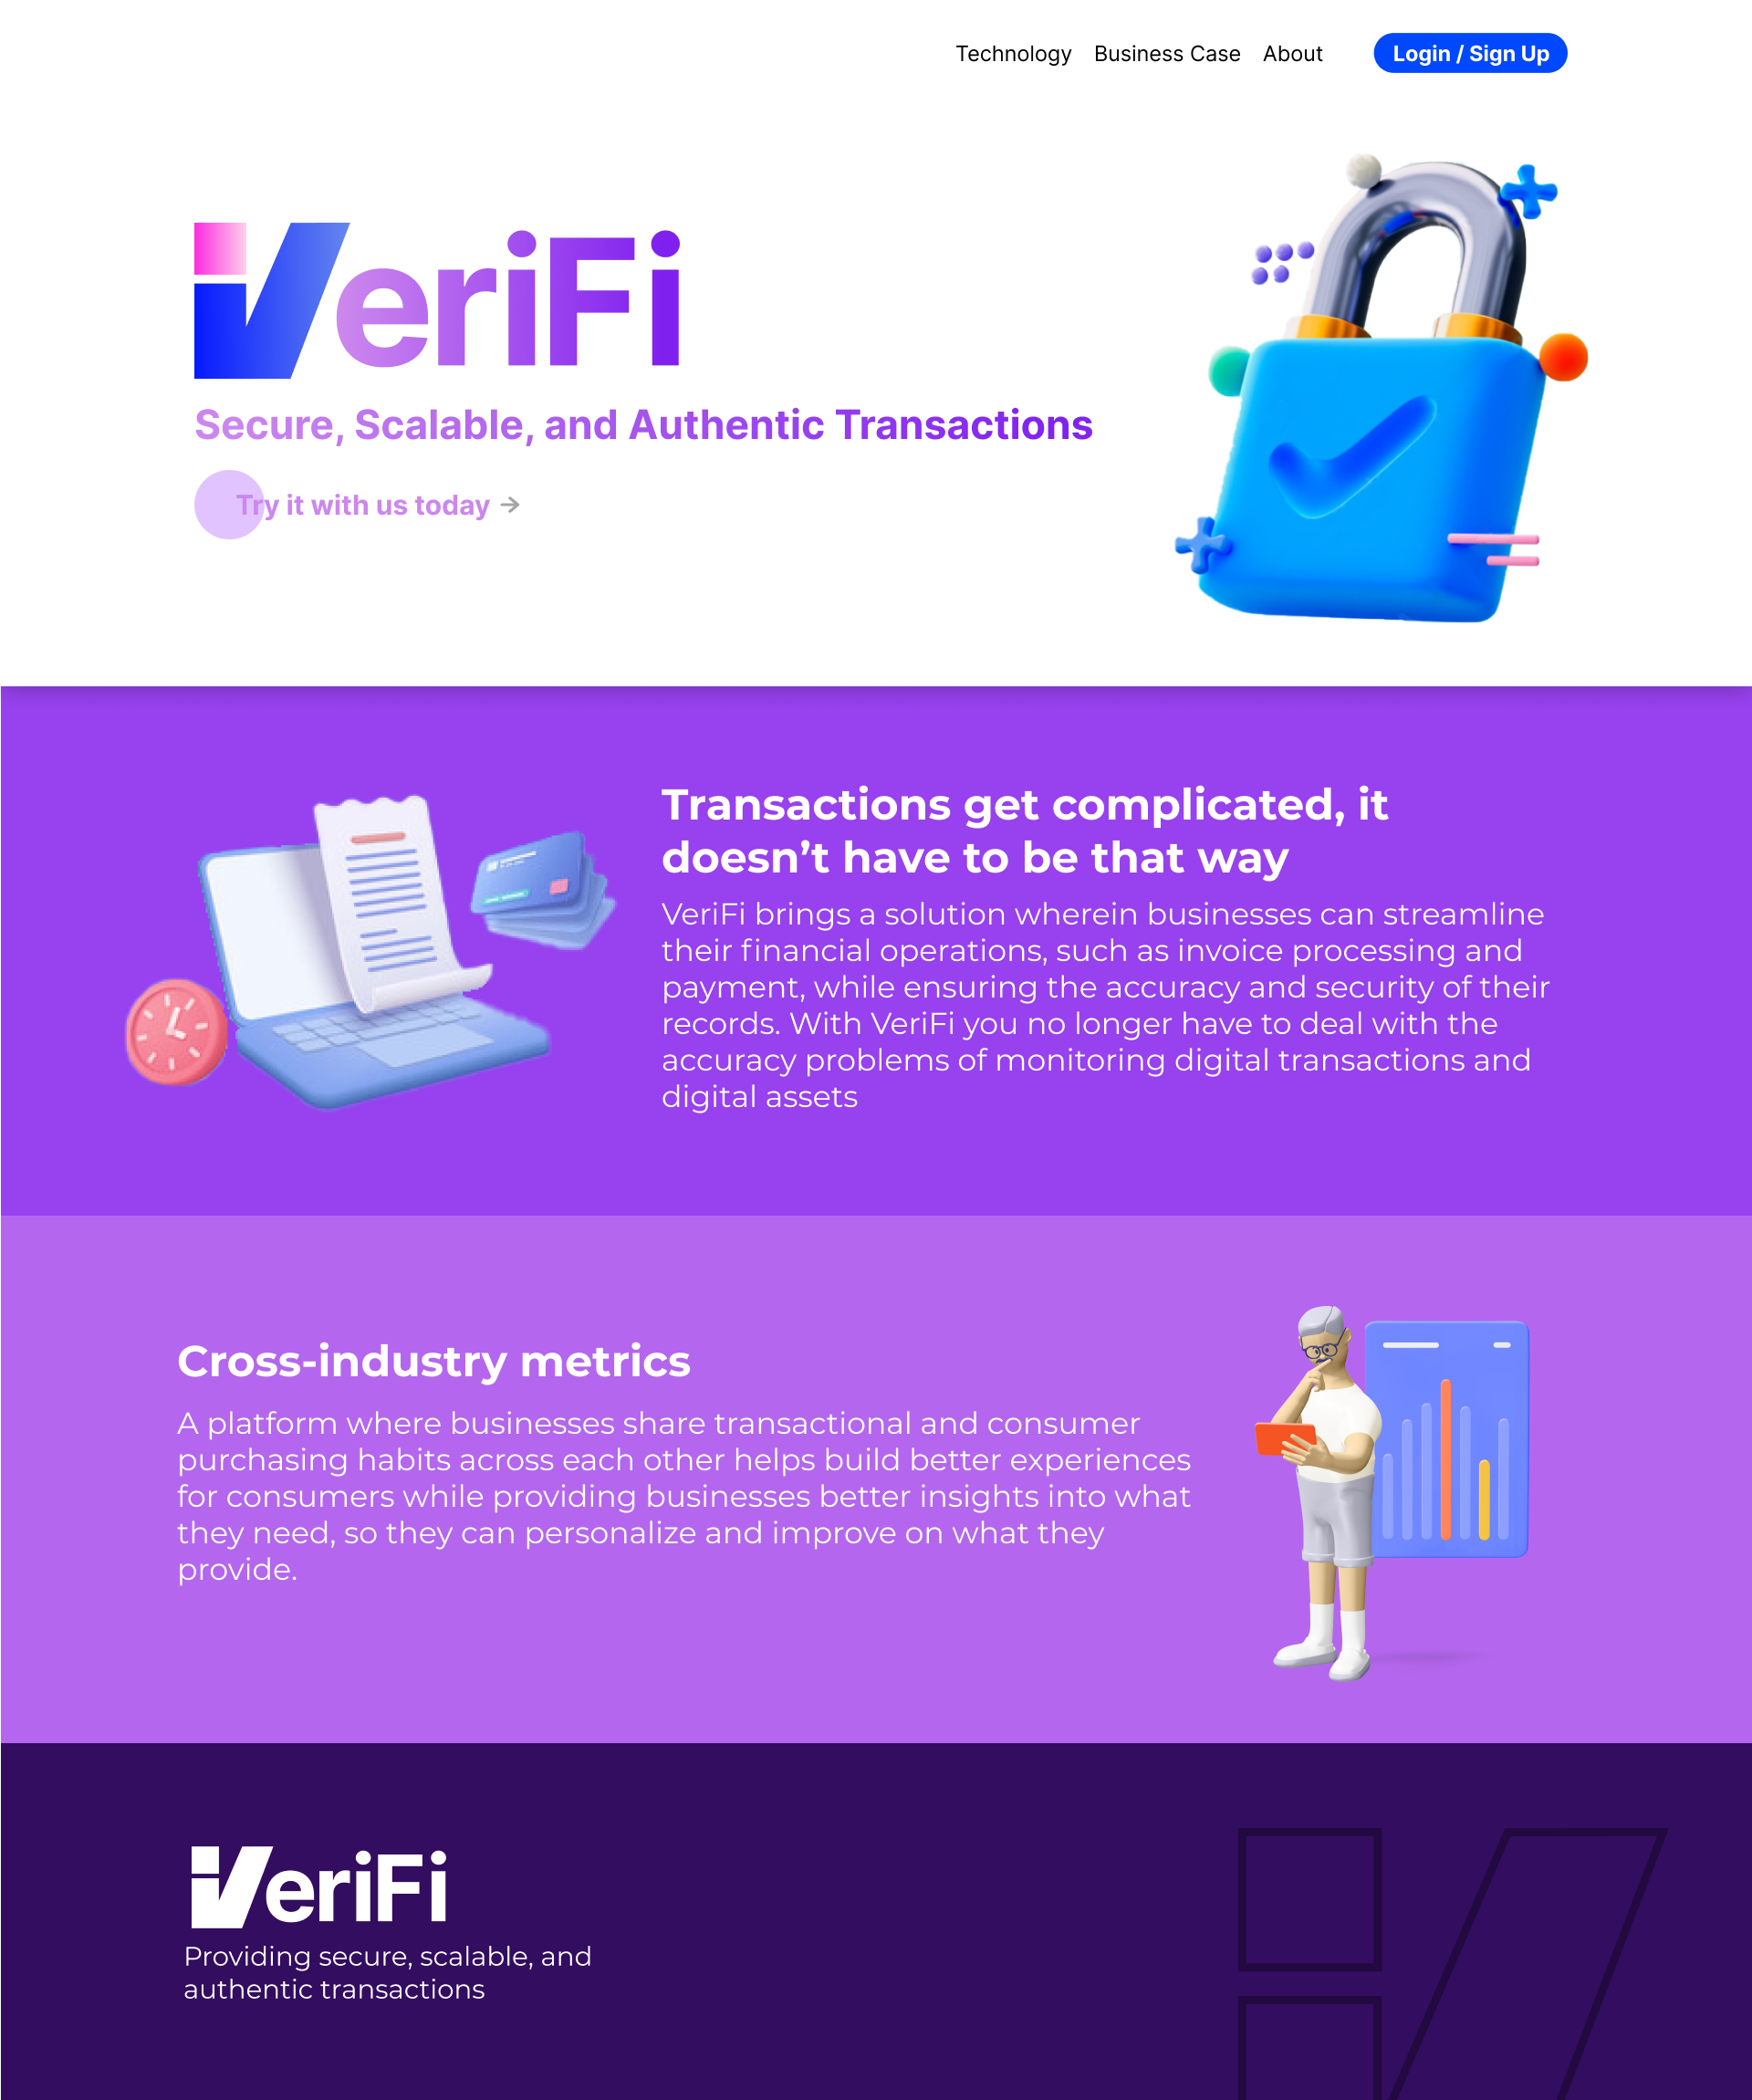 Technology Business Case About Login / Sign Up
VeriFi
Secure, Scalable, and Authentic Transactions
Try it with us today →
Transactions get complicated, it
doesn’t have to be that way
VeriFi brings a solution wherein businesses can streamline
their financial operations, such as invoice processing and
payment, while ensuring the accuracy and security of their
records. With VeriFi you no longer have to deal with the
accuracy problems of monitoring digital transactions and
digital assets
Cross-industry metrics
A platform where businesses share transactional and consumer
purchasing habits across each other helps build better experiences
for consumers while providing businesses better insights into what
they need, so they can personalize and improve on what they
provide.
VeriFi
Providing secure, scalable, and
authentic transactions